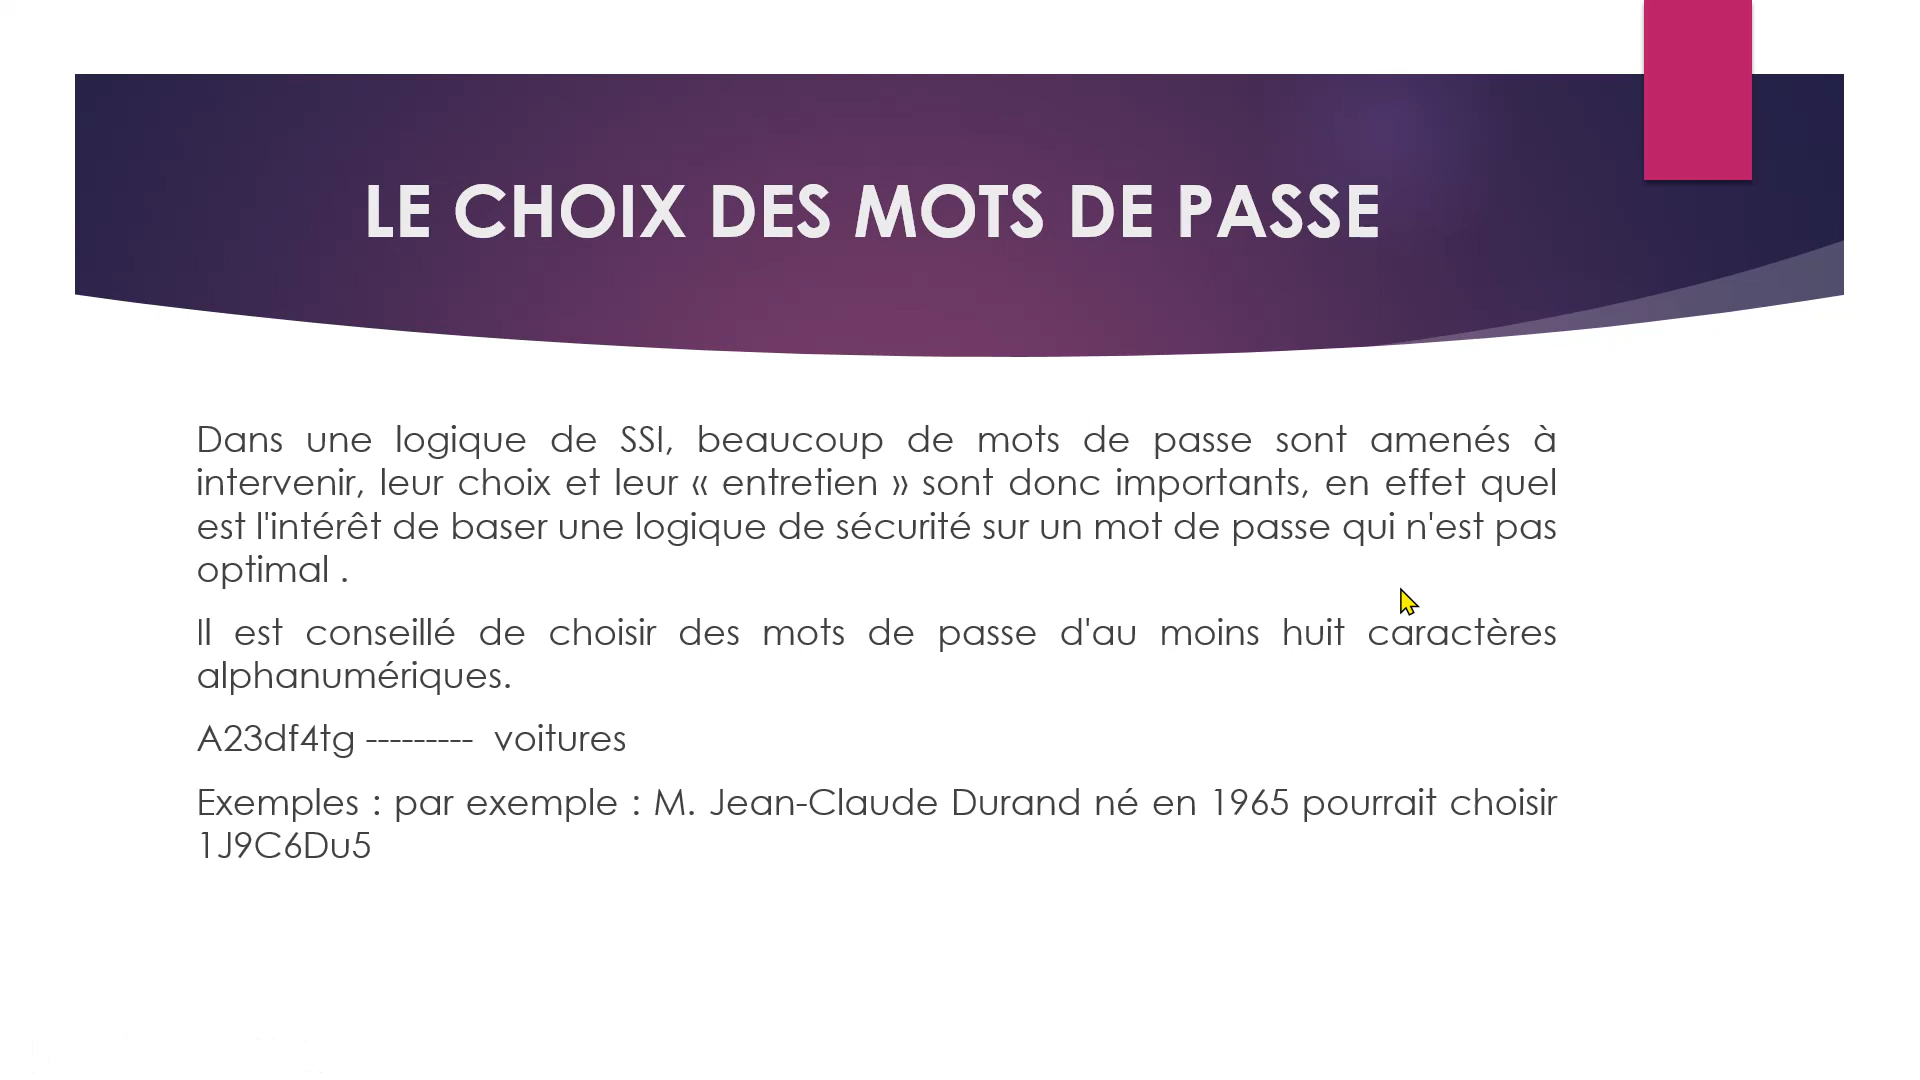 LE CHOIX DES MOTS DE PASSE
Dans une logique de SSI, beaucoup de mots de passe sont amenés à
intervenir, leur choix et leur « entretien » sont donc importants, en effet quel
est l'intérêt de baser une logique de sécurité sur un mot de passe qui n'est pas
optimal .
Il est conseillé de choisir des mots de passe d'au moins huit caractères
alphanumériques.
A23df4tg --------- voitures
Exemples : par exemple : M. Jean-Claude Durand né en 1965 pourrait choisir
1J9C6Du5